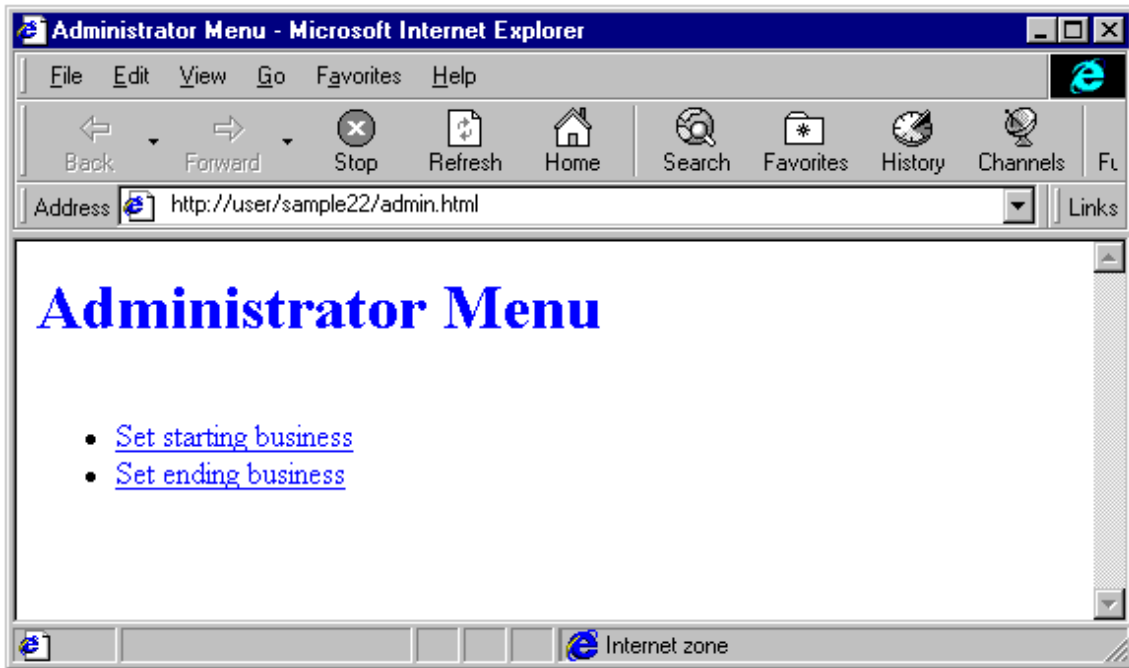 Administrator Menu - Microsoft Internet Explorer
File Edit View Go Favorites Help
Back Forward Stop Refresh Home Search Favorites History Channels Fu
Address http://user/sample22/admin.html Links
Administrator Menu
• Set starting business
• Set ending business
Internet zone